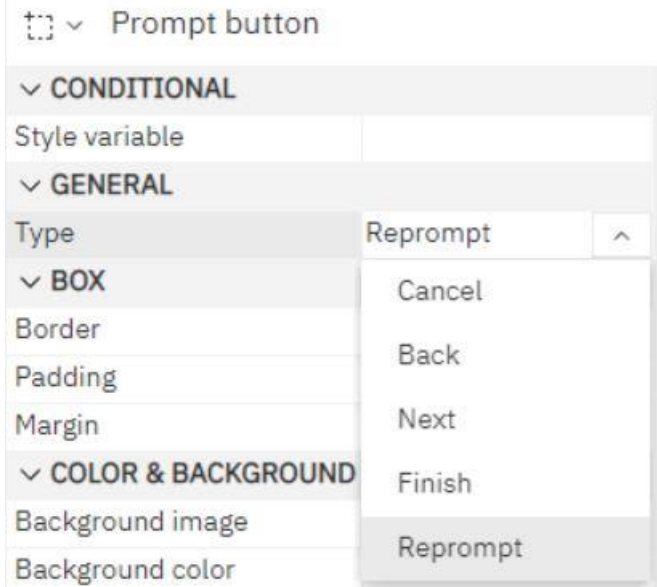 Prompt button
CONDITIONAL
Style variable
GENERAL
Type Reprompt
BOX
Cancel
Border
Back
Padding
Margin
Next
COLOR & BACKGROUND
Finish
Background image
Reprompt
Background color